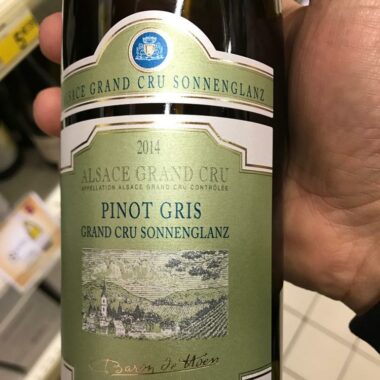 ALSACE GRAND CRU SONNENGLANZ
2014
ALSACE GRAND CRU
APPELLATION ALSACE GRAND CRU CONTRÔLÉE
PINOT GRIS
GRAND CRU SONNENGLANZ
Baron de Hoen